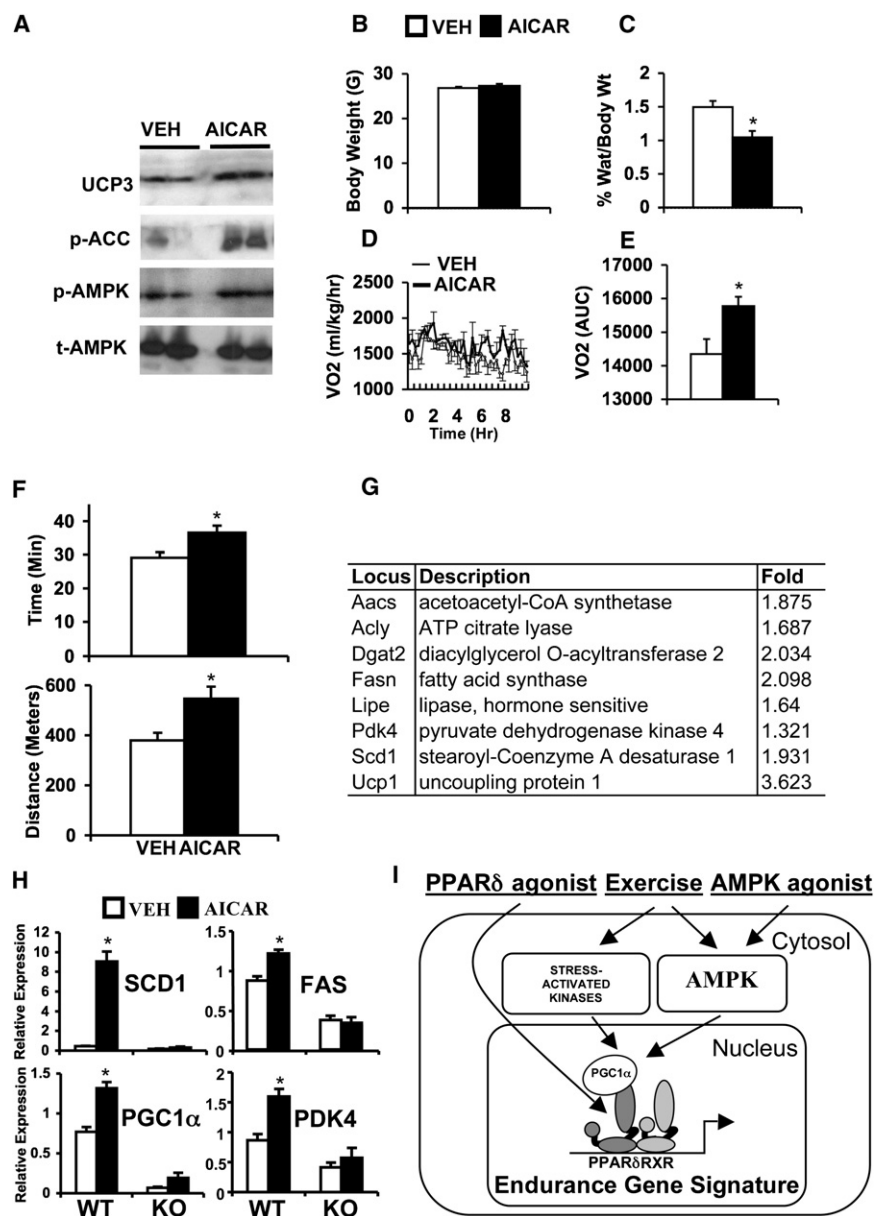 A
VEH AICAR
UCP3
p-ACC
p-AMPK
t-AMPK
B
VEH AICAR
Body Weight (G)
30
20
10
0
C
% Wat/Body Wt
1.5
1
0.5
0
D
VEH
AICAR
VO2 (ml/kg/hr)
2500
2000
1500
1000
0 2 4 6 8
Time (Hr)
E
VO2 (AUC)
17000
16000
15000
14000
13000
*
*
F
Time (Min)
40
30
20
10
0
*
Distance (Meters)
600
400
200
0
*
VEH AICAR
G
Locus Description Fold
Aacs acetoacetyl-CoA synthetase 1.875
Acly ATP citrate lyase 1.687
Dgat2 diacylglycerol O-acyltransferase 2 2.034
Fasn fatty acid synthase 2.098
Lipe lipase, hormone sensitive 1.64
Pdk4 pyruvate dehydrogenase kinase 4 1.321
Scd1 stearoyl-Coenzyme A desaturase 1 1.931
Ucp1 uncoupling protein 1 3.623
H
VEH AICAR
Relative Expression
12
10
8
6
4
2
0
*
SCD1
1.5
1
0.5
0
*
FAS
Relative Expression
1.5
1
0.5
0
*
PGC1α
WT KO
2
1.5
1
0.5
0
*
PDK4
WT KO
I
PPARδ agonist Exercise AMPK agonist
Cytosol
STRESS-
ACTIVATED
KINASES
AMPK
Nucleus
PGC1α
PPARδRXR
Endurance Gene Signature